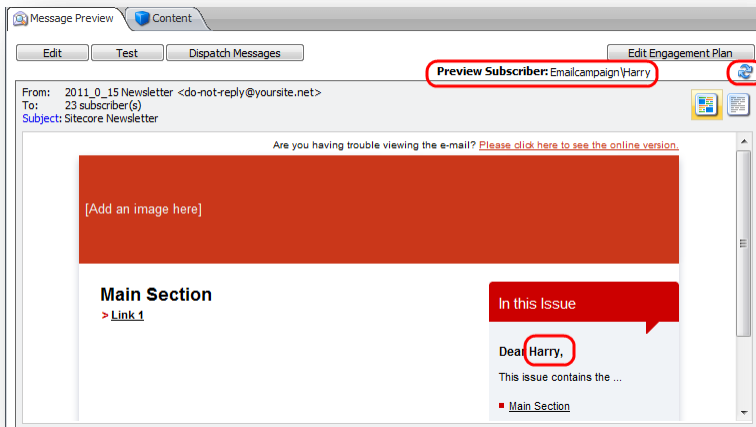 Message Preview Content
Edit Test Dispatch Messages Edit Engagement Plan
Preview Subscriber: Emailcampaign\Harry
From: 2011_0_15 Newsletter <do-not-reply@yoursite.net>
To: 23 subscriber(s)
Subject: Sitecore Newsletter
Are you having trouble viewing the e-mail? Please click here to see the online version.
[Add an image here]
Main Section
> Link 1
In this Issue
Dear Harry,
This issue contains the ...
Main Section